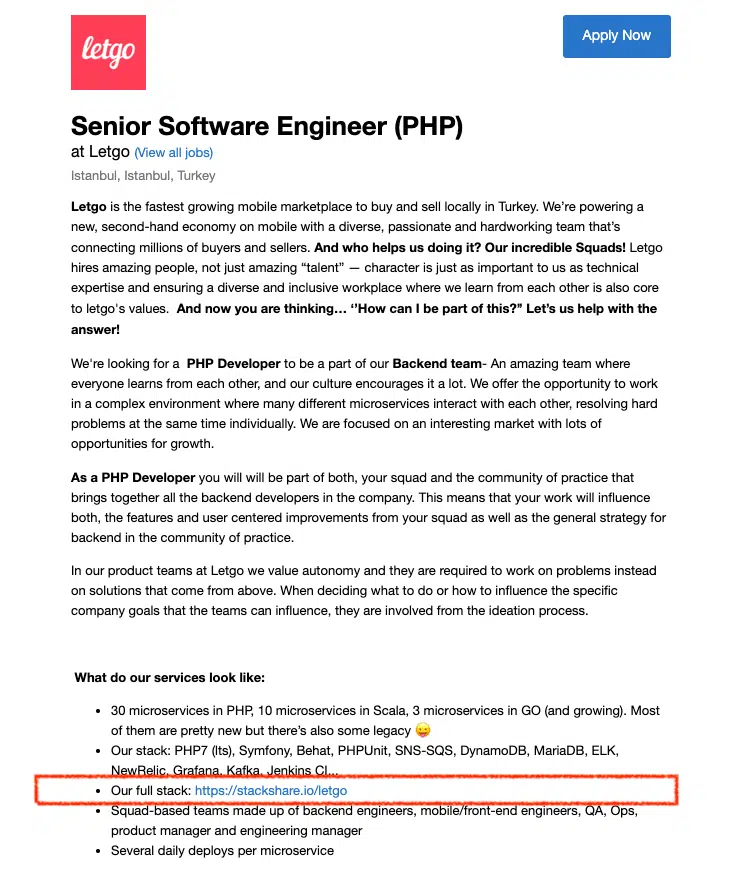 letgo
Apply Now
Senior Software Engineer (PHP)
at Letgo (View all jobs)
Istanbul, Istanbul, Turkey
Letgo is the fastest growing mobile marketplace to buy and sell locally in Turkey. We’re powering a
new, second-hand economy on mobile with a diverse, passionate and hardworking team that’s
connecting millions of buyers and sellers. And who helps us doing it? Our incredible Squads! Letgo
hires amazing people, not just amazing “talent” — character is just as important to us as technical
expertise and ensuring a diverse and inclusive workplace where we learn from each other is also core
to letgo's values.  And now you are thinking… ‘’How can I be part of this?” Let’s us help with the
answer!
We're looking for a  PHP Developer to be a part of our Backend team- An amazing team where
everyone learns from each other, and our culture encourages it a lot. We offer the opportunity to work
in a complex environment where many different microservices interact with each other, resolving hard
problems at the same time individually. We are focused on an interesting market with lots of
opportunities for growth.
As a PHP Developer you will will be part of both, your squad and the community of practice that
brings together all the backend developers in the company. This means that your work will influence
both, the features and user centered improvements from your squad as well as the general strategy for
backend in the community of practice.
In our product teams at Letgo we value autonomy and they are required to work on problems instead
on solutions that come from above. When deciding what to do or how to influence the specific
company goals that the teams can influence, they are involved from the ideation process.
What do our services look like:
• 30 microservices in PHP, 10 microservices in Scala, 3 microservices in GO (and growing). Most
of them are pretty new but there’s also some legacy 😛
• Our stack: PHP7 (lts), Symfony, Behat, PHPUnit, SNS-SQS, DynamoDB, MariaDB, ELK,
NewRelic, Grafana, Kafka, Jenkins CI...
• Our full stack: https://stackshare.io/letgo
• Squad-based teams made up of backend engineers, mobile/front-end engineers, QA, Ops,
product manager and engineering manager
• Several daily deploys per microservice